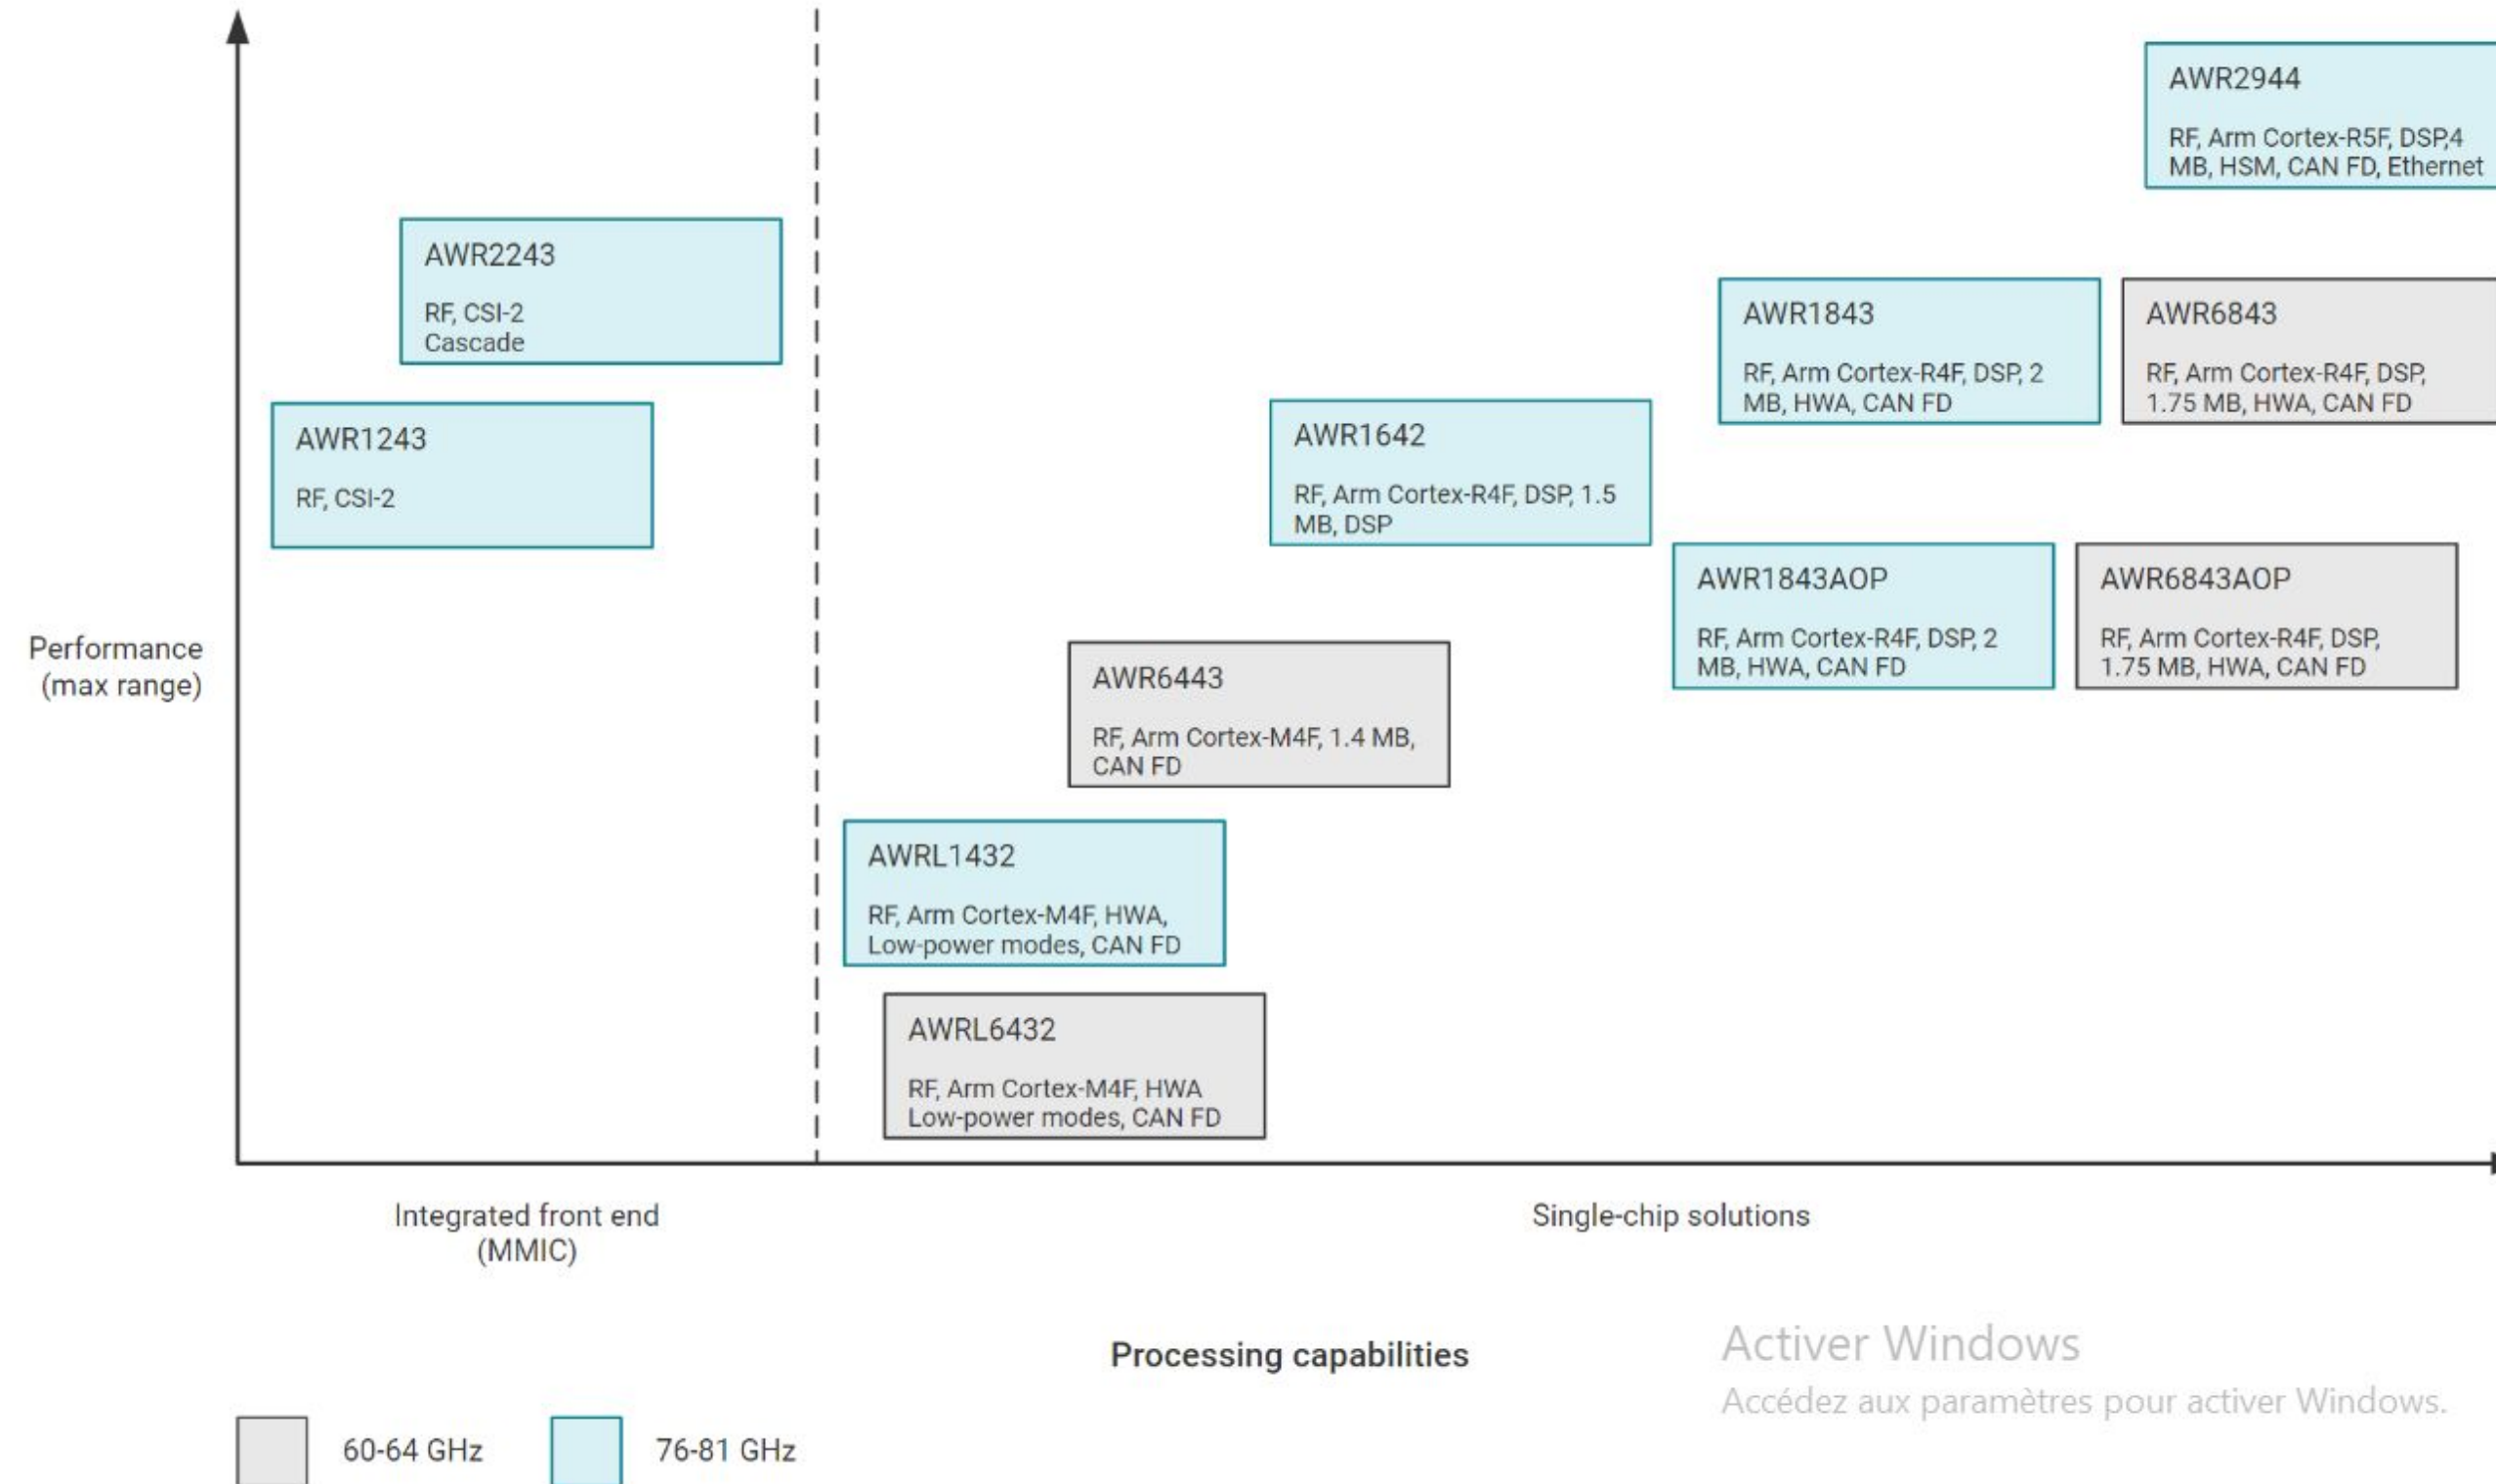 AWR2944
RF, Arm Cortex-R5F, DSP,4
MB, HSM, CAN FD, Ethernet
AWR2243
RF, CSI-2
Cascade
AWR1843
RF, Arm Cortex-R4F, DSP, 2
MB, HWA, CAN FD
AWR6843
RF, Arm Cortex-R4F, DSP,
1.75 MB, HWA, CAN FD
AWR1243
RF, CSI-2
AWR1642
RF, Arm Cortex-R4F, DSP, 1.5
MB, DSP
AWR1843AOP
RF, Arm Cortex-R4F, DSP, 2
MB, HWA, CAN FD
AWR6843AOP
RF, Arm Cortex-R4F, DSP,
1.75 MB, HWA, CAN FD
Performance
(max range)
AWR6443
RF, Arm Cortex-M4F, 1.4 MB,
CAN FD
AWRL1432
RF, Arm Cortex-M4F, HWA,
Low-power modes, CAN FD
AWRL6432
RF, Arm Cortex-M4F, HWA
Low-power modes, CAN FD
Integrated front end
(MMIC)
Single-chip solutions
Processing capabilities
Activer Windows
Accédez aux paramètres pour activer Windows.
60-64 GHz
76-81 GHz